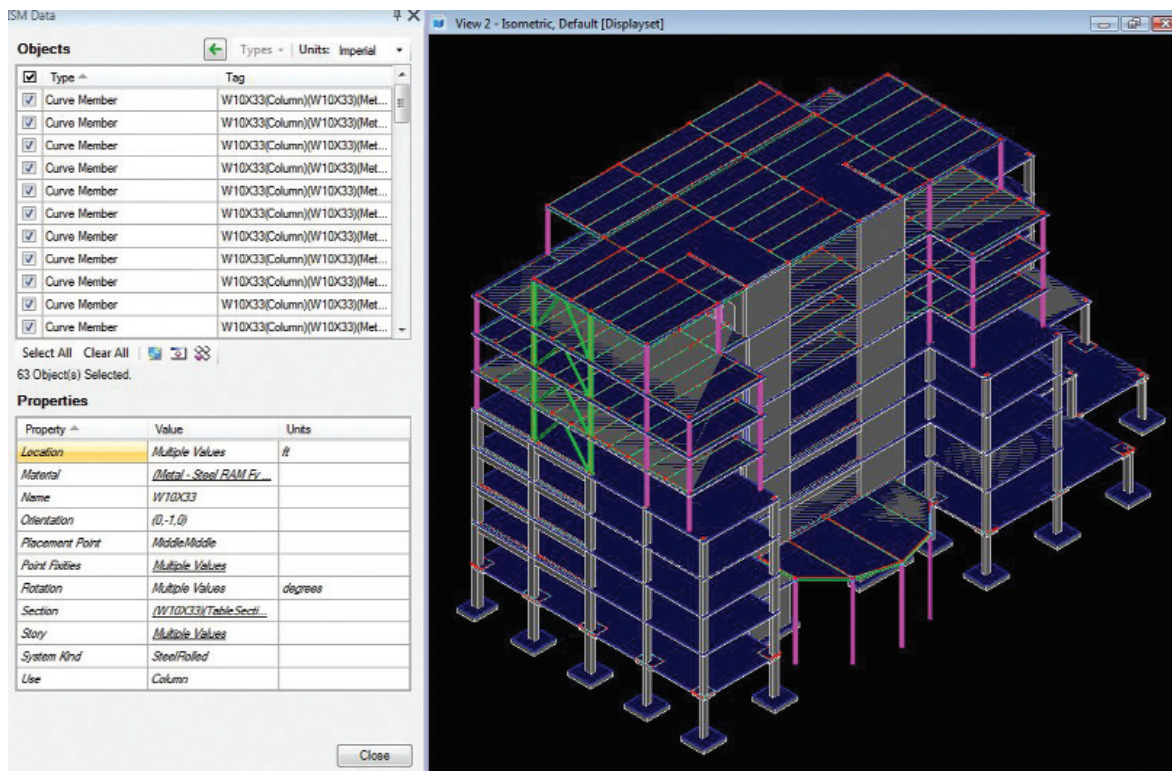 ISM Data
View 2 - Isometric, Default [Displayset]
Objects Types Units: Imperial
Type Tag
Curve Member W10X33(Column)(W10X33)(Met...
Curve Member W10X33(Column)(W10X33)(Met...
Curve Member W10X33(Column)(W10X33)(Met...
Curve Member W10X33(Column)(W10X33)(Met...
Curve Member W10X33(Column)(W10X33)(Met...
Curve Member W10X33(Column)(W10X33)(Met...
Curve Member W10X33(Column)(W10X33)(Met...
Curve Member W10X33(Column)(W10X33)(Met...
Curve Member W10X33(Column)(W10X33)(Met...
Curve Member W10X33(Column)(W10X33)(Met...
Curve Member W10X33(Column)(W10X33)(Met...
Select All Clear All
63 Object(s) Selected.
Properties
Property Value Units
Location Multiple Values ft
Material (Metal - Steel RAM Fy ...
Name W10X33
Orientation (0,-1,0)
Placement Point MiddleMiddle
Point Fixities Multiple Values
Rotation Multiple Values degrees
Section (W10X33)(TableSecti...
Story Multiple Values
System Kind SteelRolled
Use Column
Close